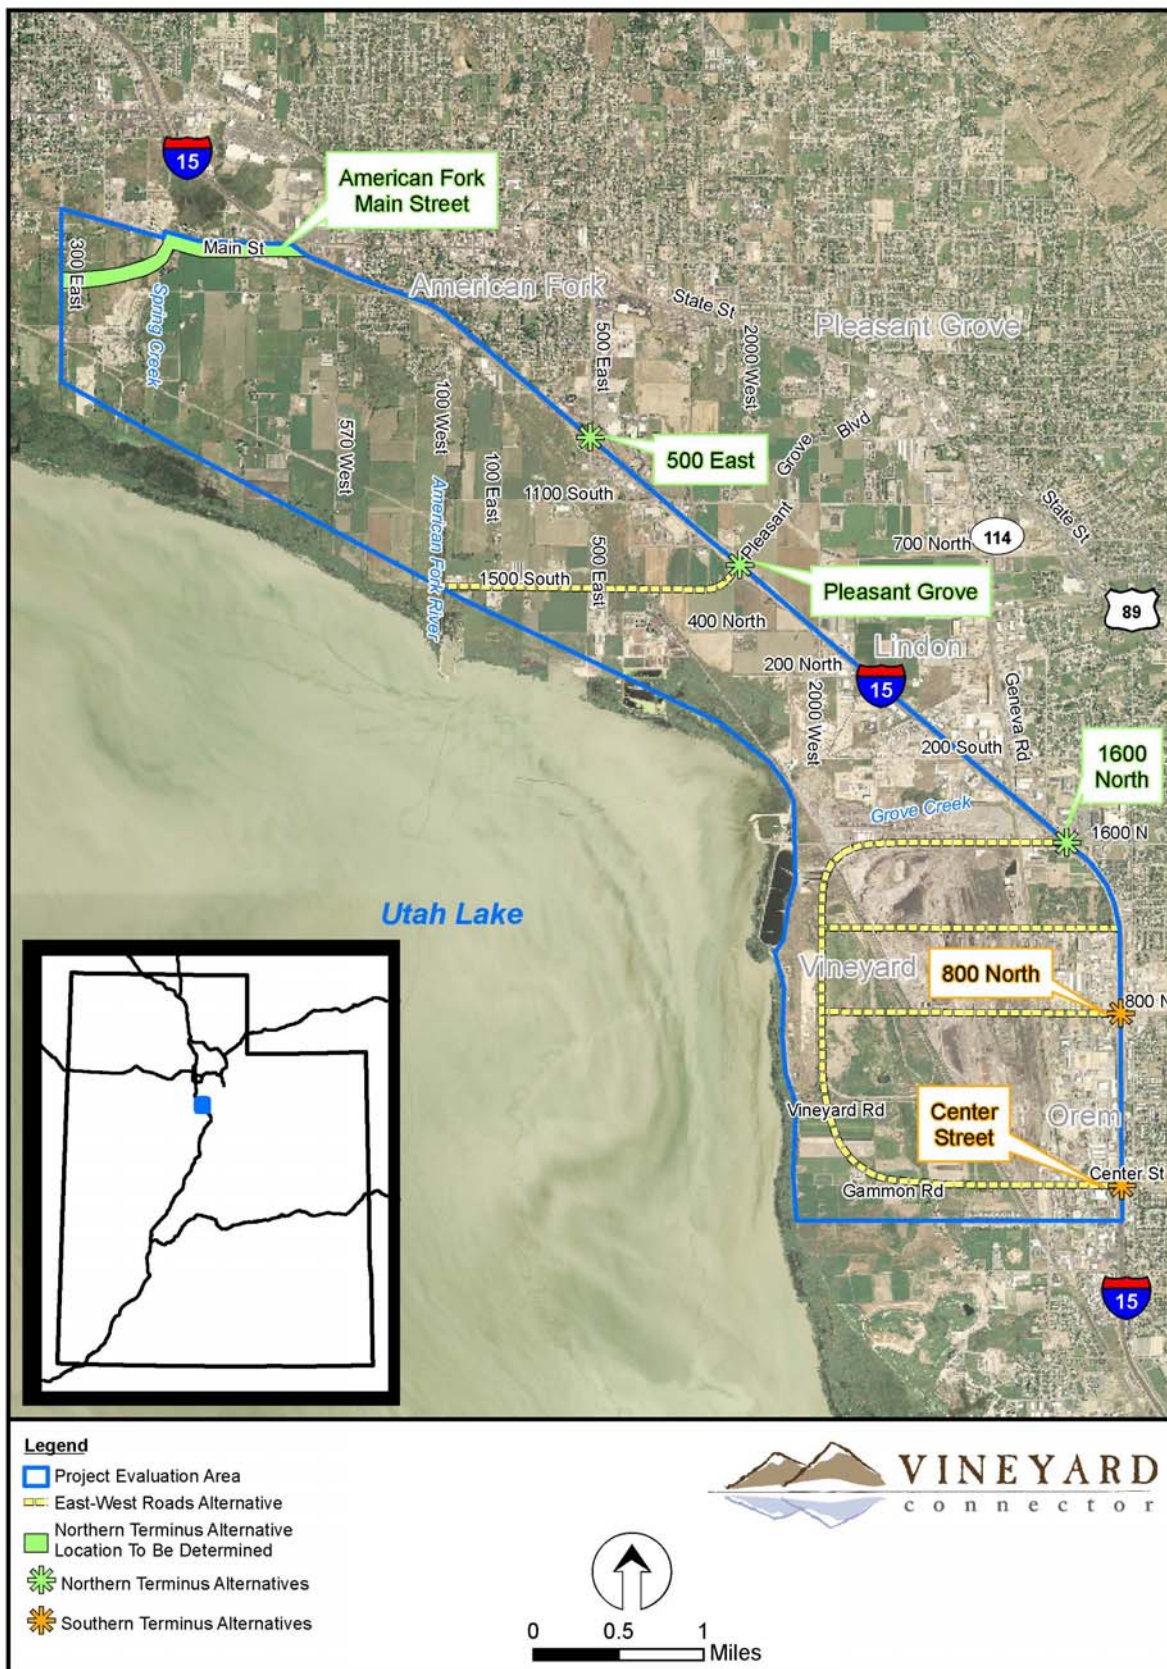 15
American Fork
Main Street
Main St
300 East
Spring Creek
American Fork
State St
Pleasant Grove
500 East
2000 West
100 West
570 West
100 East
American Fork River
500 East
Pleasant Grove Blvd
1100 South
State St
114
700 North
1500 South
500 East
Pleasant Grove
89
400 North
Lindon
200 North
15
2000 West
Geneva Rd
200 South
1600
North
Grove Creek
1600 N
Utah Lake
Vineyard
800 North
800 N
Vineyard Rd
Center
Street
Orem
Center St
Gammon Rd
15
Legend
Project Evaluation Area
East-West Roads Alternative
Northern Terminus Alternative
Location To Be Determined
Northern Terminus Alternatives
Southern Terminus Alternatives
VINEYARD
connector
0 0.5 1
Miles